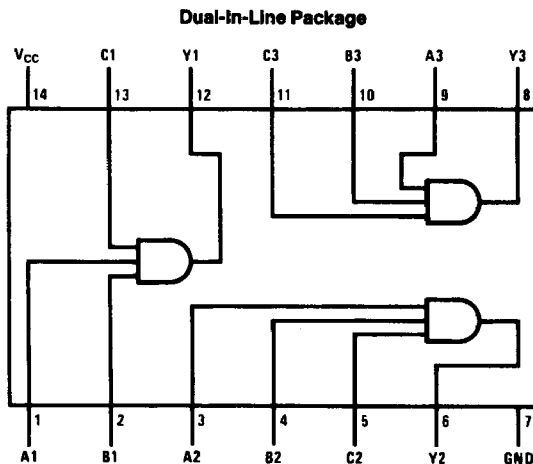 Dual-In-Line Package
VCC C1 Y1 C3 B3 A3 Y3
14 13 12 11 10 9 8
1 2 3 4 5 6 7
A1 B1 A2 B2 C2 Y2 GND